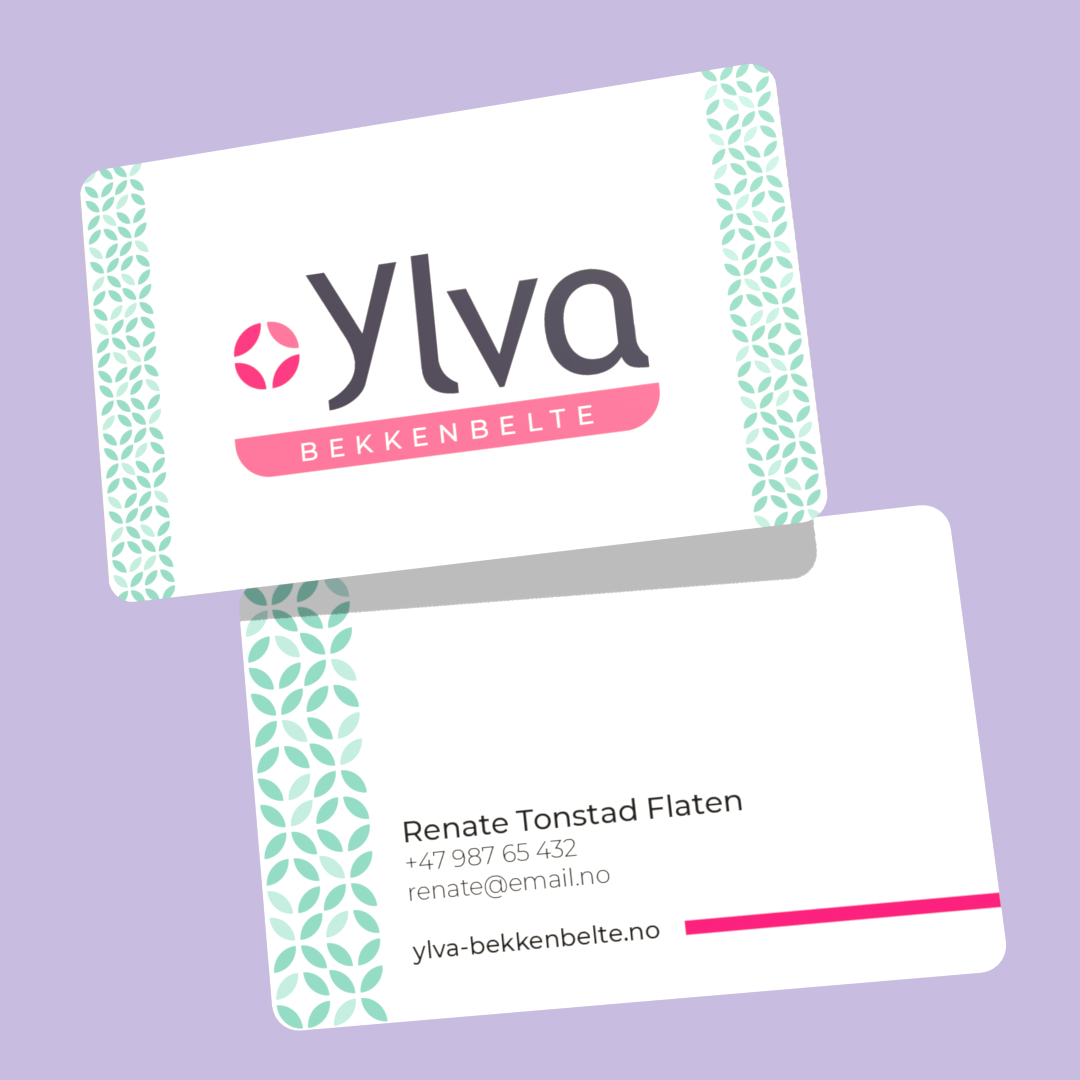 ylva
BEKKENBELTE
Renate Tonstad Flaten
+47 987 65 432
renate@email.no
ylva-bekkenbelte.no